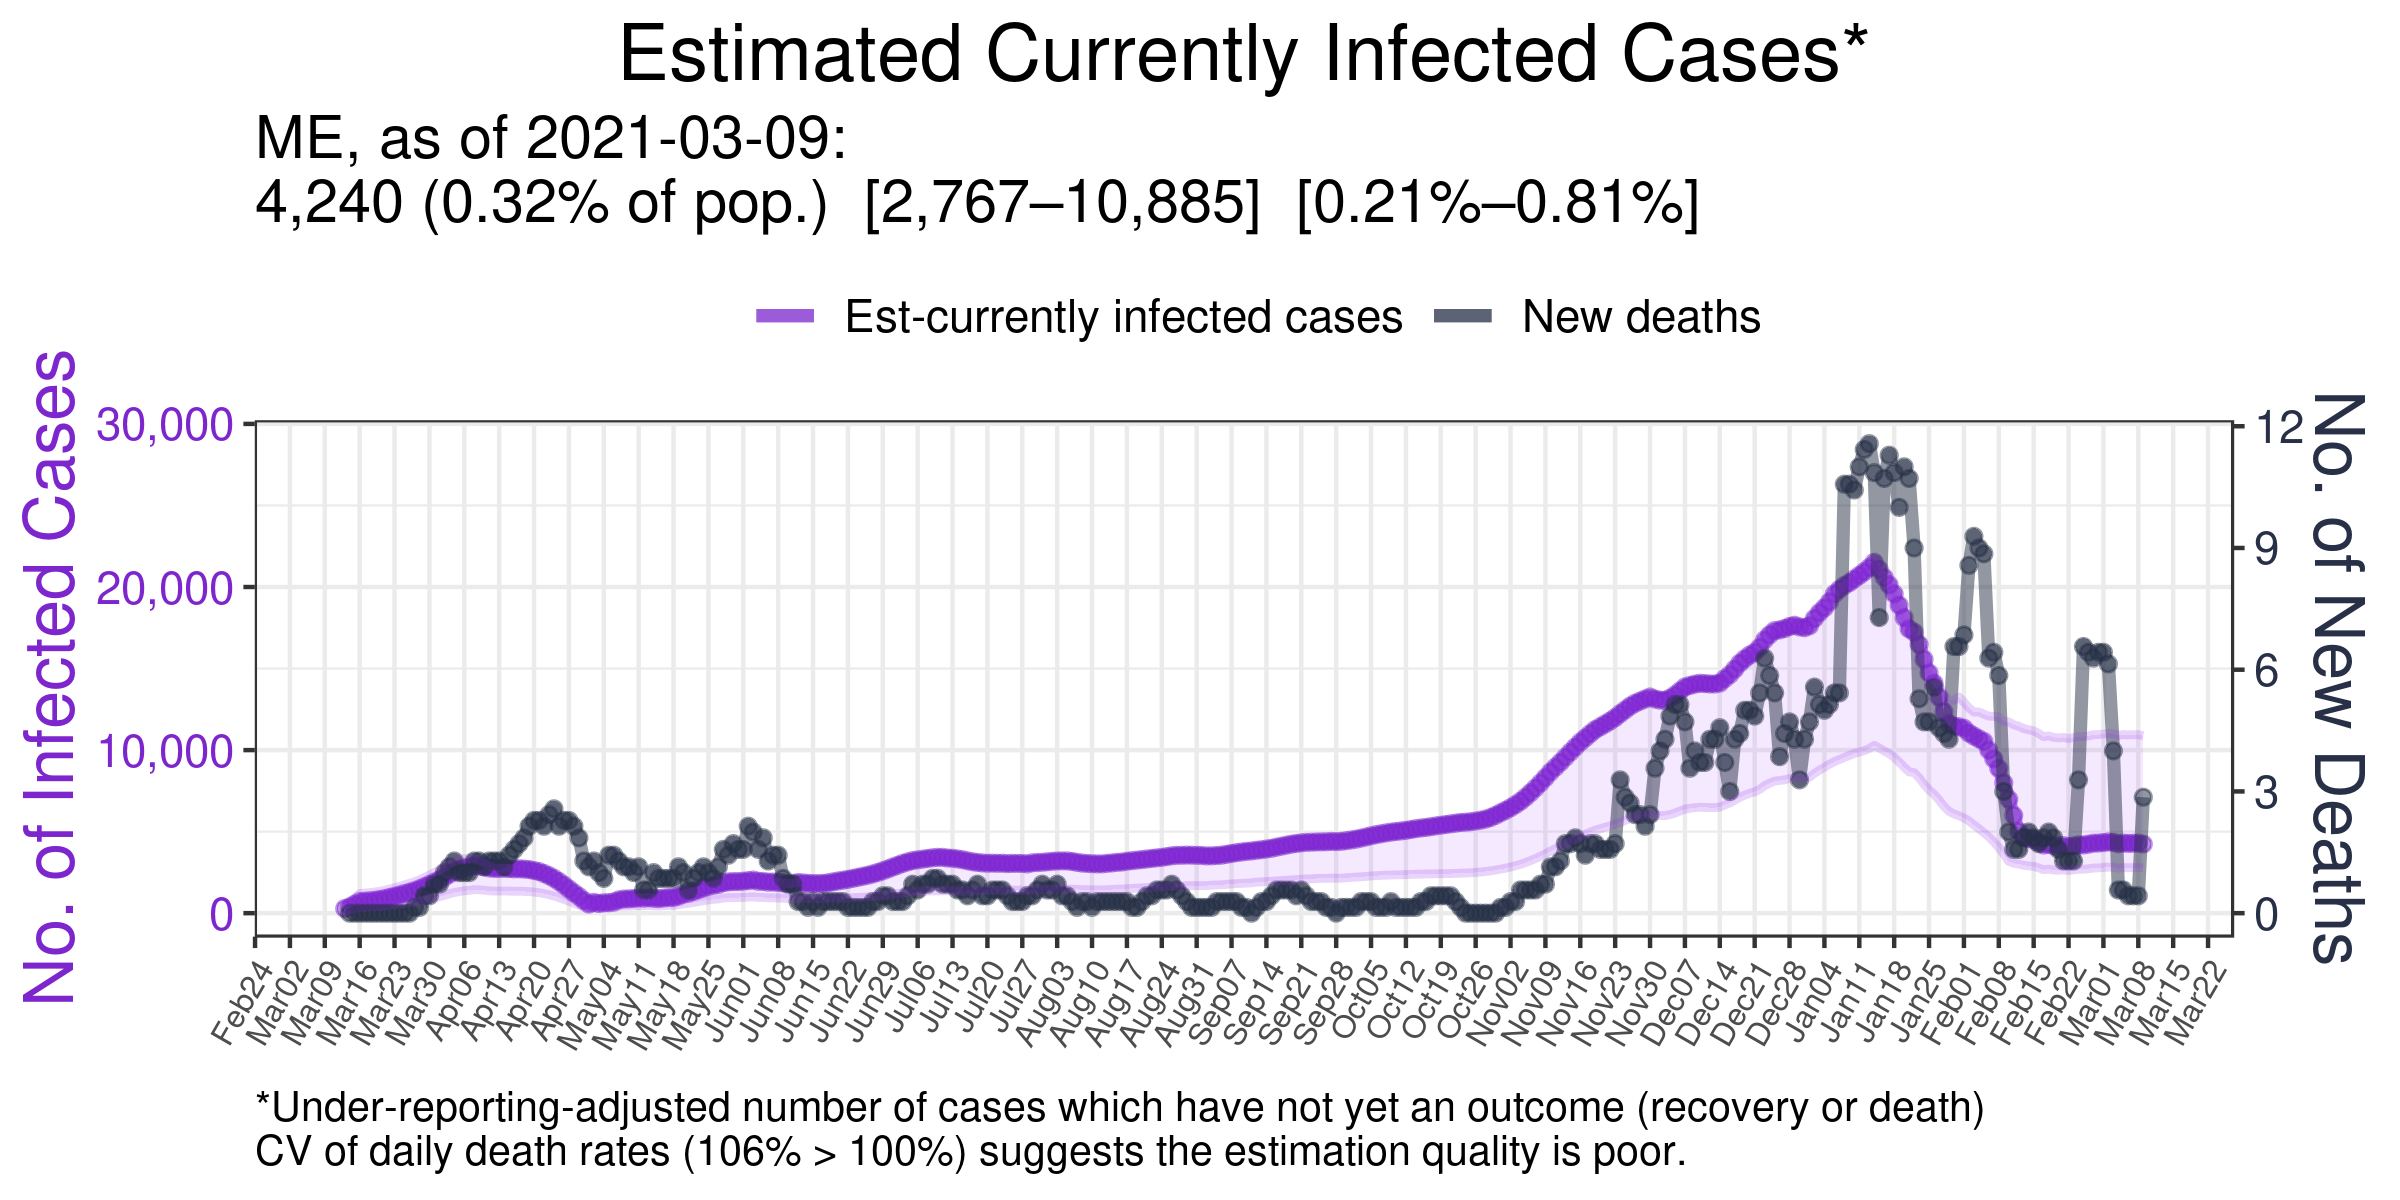 Estimated Currently Infected Cases*
ME, as of 2021-03-09:
4,240 (0.32% of pop.)  [2,767–10,885]  [0.21%–0.81%]
Est-currently infected cases
New deaths
No. of Infected Cases
30,000
20,000
10,000
0
12
9
6
3
0
No. of New Deaths
Feb24
Mar02
Mar09
Mar16
Mar23
Mar30
Apr06
Apr13
Apr20
Apr27
May04
May11
May18
May25
Jun01
Jun08
Jun15
Jun22
Jun29
Jul06
Jul13
Jul20
Jul27
Aug03
Aug10
Aug17
Aug24
Aug31
Sep07
Sep14
Sep21
Sep28
Oct05
Oct12
Oct19
Oct26
Nov02
Nov09
Nov16
Nov23
Nov30
Dec07
Dec14
Dec21
Dec28
Jan04
Jan11
Jan18
Jan25
Feb01
Feb08
Feb15
Feb22
Mar01
Mar08
Mar15
Mar22
*Under-reporting-adjusted number of cases which have not yet an outcome (recovery or death)
CV of daily death rates (106% > 100%) suggests the estimation quality is poor.